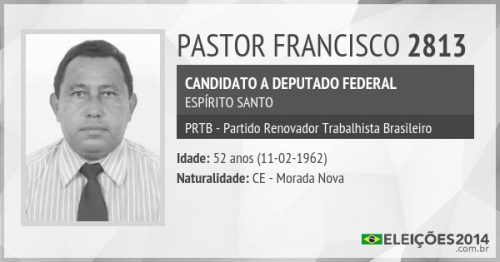 PASTOR FRANCISCO 2813
CANDIDATO A DEPUTADO FEDERAL
ESPÍRITO SANTO
PRTB - Partido Renovador Trabalhista Brasileiro
Idade: 52 anos (11-02-1962)
Naturalidade: CE - Morada Nova
ELEIÇÕES2014
.com.br